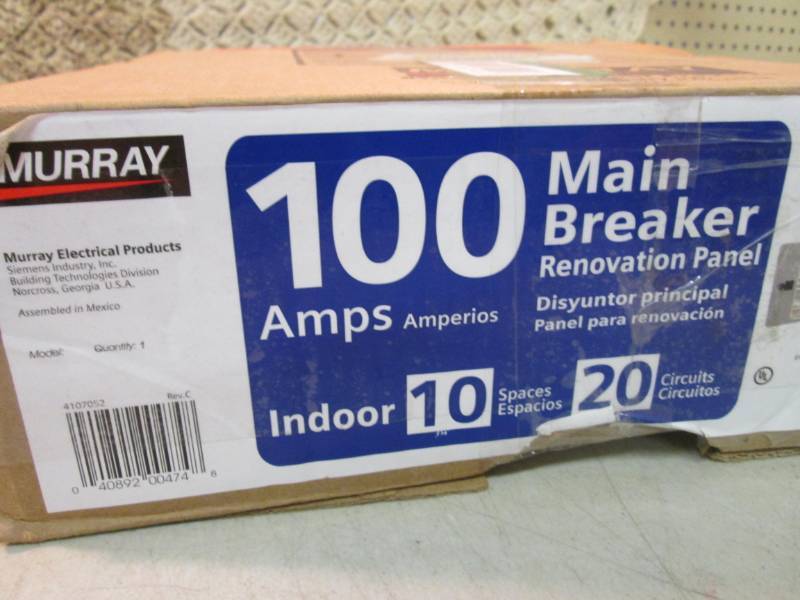 MURRAY
Murray Electrical Products
Siemens Industry, Inc.
Building Technologies Division
Norcross, Georgia U.S.A.
Assembled in Mexico
Model:
Quantity: 1
4107052
Rev.C
0 40892 00474 8
100
Amps Amperios
Main
Breaker
Renovation Panel
Disyuntor principal
Panel para renovación
Indoor 10 Spaces
Espacios
20 Circuits
Circuitos
UL